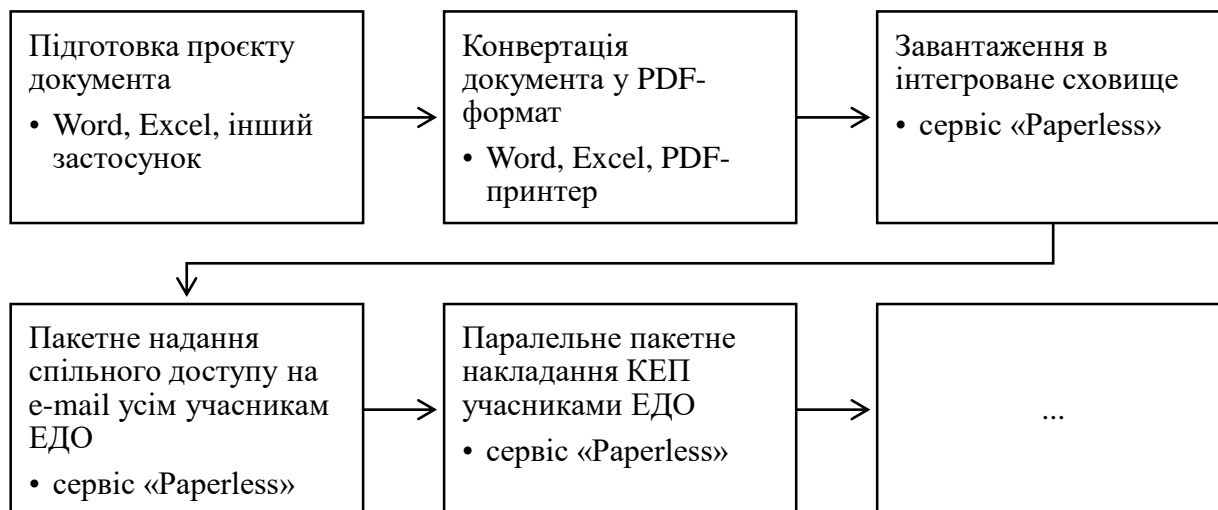 Підготовка проєкту
документа
• Word, Excel, інший
застосунок
Конвертація
документа у PDF-
формат
• Word, Excel, PDF-
принтер
Завантаження в
інтегроване сховище
• сервіс «Paperless»
Пакетне надання
спільного доступу на
e-mail усім учасникам
ЕДО
• сервіс «Paperless»
Паралельне пакетне
накладання КЕП
учасниками ЕДО
• сервіс «Paperless»
...